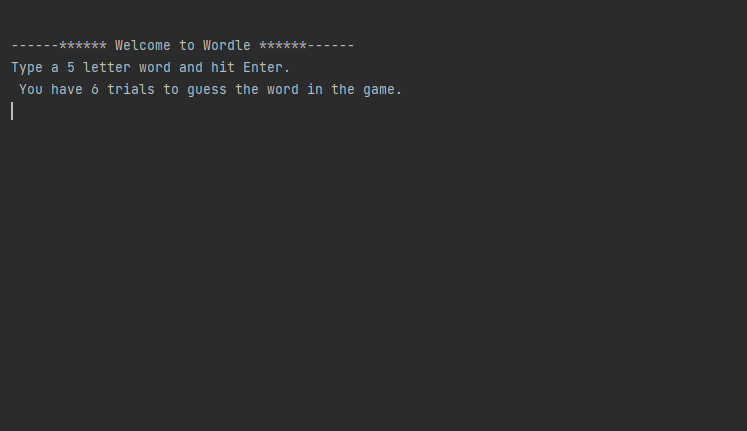 ------****** Welcome to Wordle ******------
Type a 5 letter word and hit Enter.
You have 6 trials to guess the word in the game.